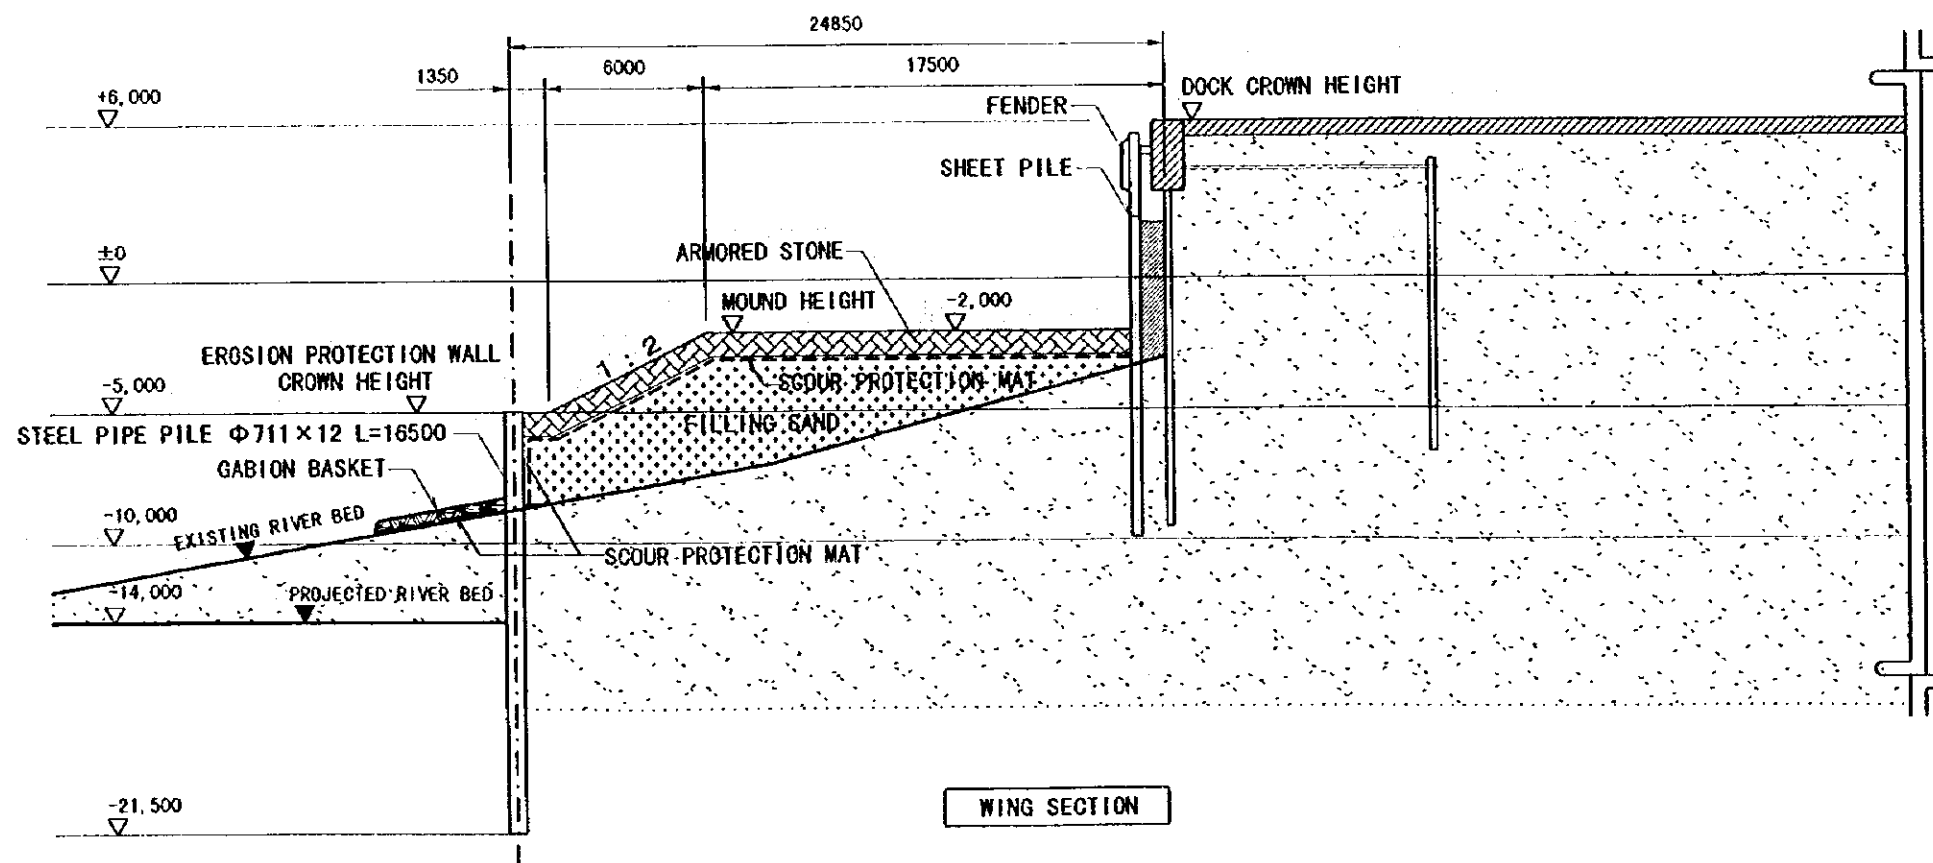 24850
1350
6000
17500
+6,000
DOCK CROWN HEIGHT
FENDER
SHEET PILE
±0
ARMORED STONE
MOUND HEIGHT
-2,000
1:2
EROSION PROTECTION WALL
CROWN HEIGHT
-5,000
SCOUR PROTECTION MAT
FILLING SAND
STEEL PIPE PILE Φ711×12 L=16500
GABION BASKET
-10,000
EXISTING RIVER BED
SCOUR PROTECTION MAT
-14,000
PROJECTED RIVER BED
-21,500
WING SECTION